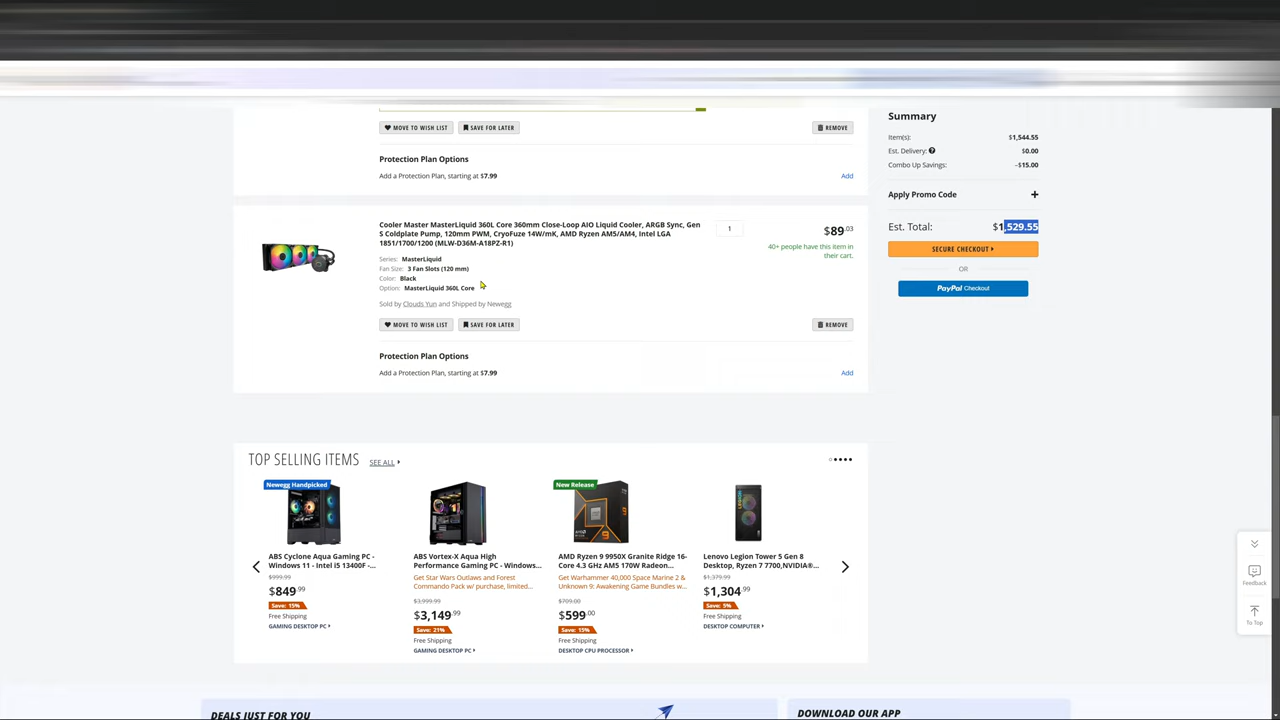 MOVE TO WISH LIST
SAVE FOR LATER
REMOVE
Protection Plan Options
Add a Protection Plan, starting at $7.99
Add
Cooler Master MasterLiquid 360L Core 360mm Close-Loop AIO Liquid Cooler, ARGB Sync, Gen
S Coldplate Pump, 120mm PWM, CryoFuze 14W/mK, AMD Ryzen AM5/AM4, Intel LGA
1851/1700/1200 (MLW-D36M-A18PZ-R1)
Series: MasterLiquid
Fan Size: 3 Fan Slots (120 mm)
Color: Black
Option: MasterLiquid 360L Core
Sold by Clouds Yun and Shipped by Newegg
1
$89.03
40+ people have this item in
their cart.
MOVE TO WISH LIST
SAVE FOR LATER
REMOVE
Protection Plan Options
Add a Protection Plan, starting at $7.99
Add
Summary
Item(s): $1,544.55
Est. Delivery: $0.00
Combo Up Savings: –$15.00
Apply Promo Code
Est. Total: $1,529.55
SECURE CHECKOUT
OR
PayPal Checkout
TOP SELLING ITEMS
SEE ALL
Newegg Handpicked
ABS Cyclone Aqua Gaming PC -
Windows 11 - Intel i5 13400F -...
$999.99
$849.99
Save: 15%
Free Shipping
GAMING DESKTOP PC
ABS Vortex-X Aqua High
Performance Gaming PC - Windows...
Get Star Wars Outlaws and Forest
Commando Pack w/ purchase, limited...
$3,999.99
$3,149.99
Save: 21%
Free Shipping
GAMING DESKTOP PC
New Release
AMD Ryzen 9 9950X Granite Ridge 16-
Core 4.3 GHz AM5 170W Radeon...
Get Warhammer 40,000 Space Marine 2 &
Unknown 9: Awakening Game Bundles w...
$709.00
$599.00
Save: 15%
Free Shipping
DESKTOP CPU PROCESSOR
Lenovo Legion Tower 5 Gen 8
Desktop, Ryzen 7 7700,NVIDIA®...
$1,379.99
$1,304.99
Save: 5%
Free Shipping
DESKTOP COMPUTER
Feedback
To Top
DEALS JUST FOR YOU
DOWNLOAD OUR APP